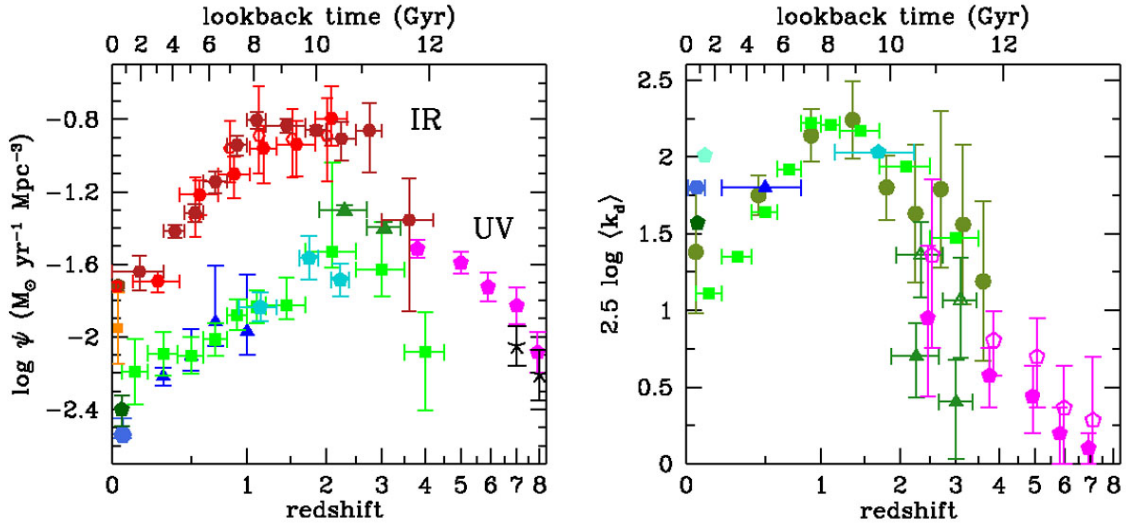 lookback time (Gyr)
0 2 4 6 8 10 12
log ψ (M⊙ yr⁻¹ Mpc⁻³)
-0.8
-1.2
-1.6
-2
-2.4
IR
UV
0 1 2 3 4 5 6 7 8
redshift
lookback time (Gyr)
0 2 4 6 8 10 12
2.5 log ⟨k_d⟩
2.5
2
1.5
1
0.5
0
0 1 2 3 4 5 6 7 8
redshift